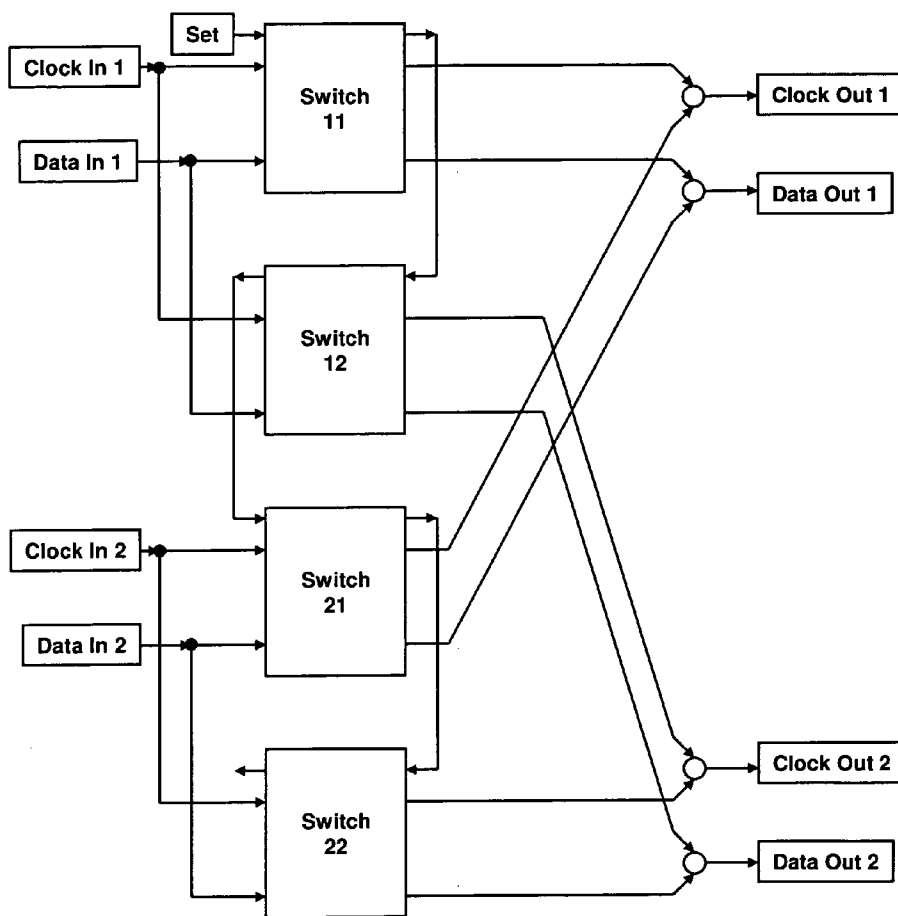 Set
Clock In 1
Switch
11
Clock Out 1
Data In 1
Data Out 1
Switch
12
Clock In 2
Switch
21
Data In 2
Clock Out 2
Switch
22
Data Out 2